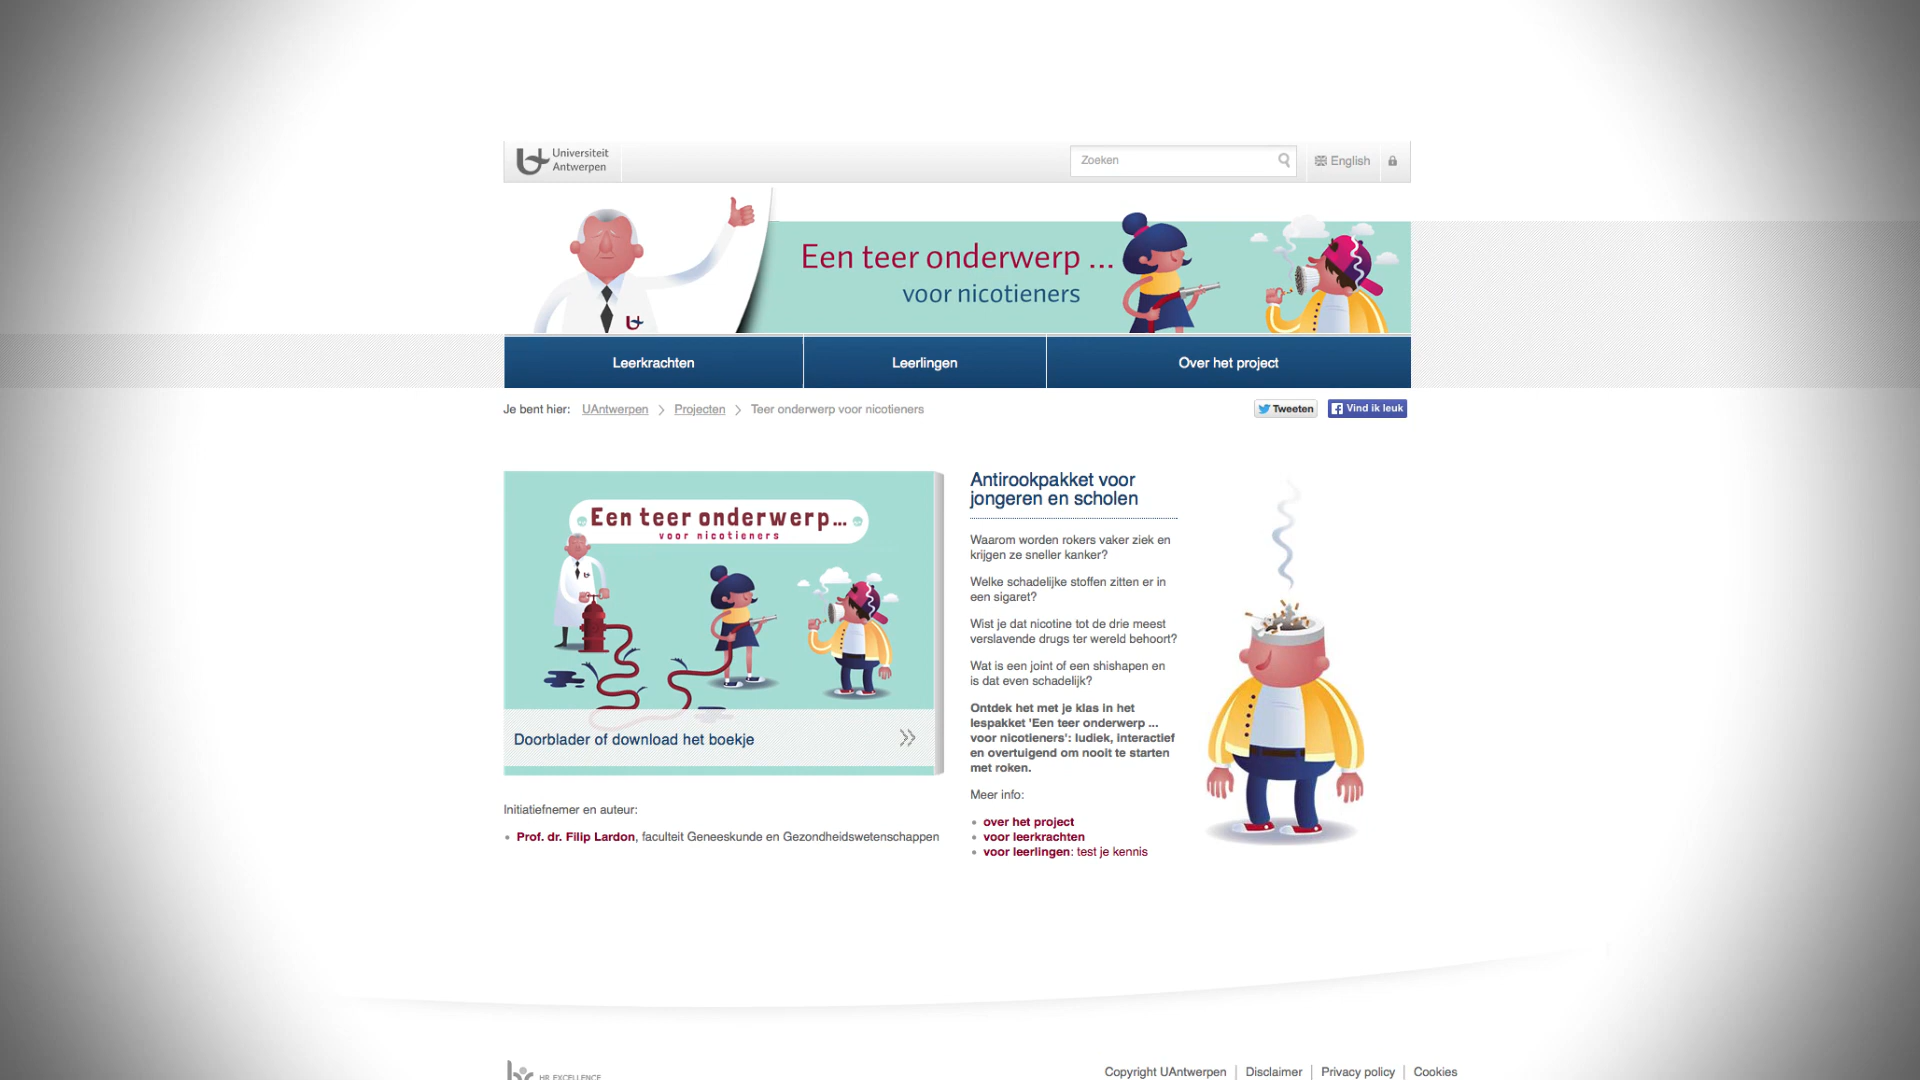 Universiteit
Antwerpen
Zoeken
English
Een teer onderwerp ...
voor nicotieners
Leerkrachten
Leerlingen
Over het project
Je bent hier: UAntwerpen Projecten Teer onderwerp voor nicotieners
Tweeten
Vind ik leuk
Een teer onderwerp...
voor nicotieners
Doorblader of download het boekje
Initiatiefnemer en auteur:
Prof. dr. Filip Lardon, faculteit Geneeskunde en Gezondheidswetenschappen
Antirookpakket voor
jongeren en scholen
Waarom worden rokers vaker ziek en
krijgen ze sneller kanker?
Welke schadelijke stoffen zitten er in
een sigaret?
Wist je dat nicotine tot de drie meest
verslavende drugs ter wereld behoort?
Wat is een joint of een shishapen en
is dat even schadelijk?
Ontdek het met je klas in het
lespakket 'Een teer onderwerp ...
voor nicotieners': ludiek, interactief
en overtuigend om nooit te starten
met roken.
Meer info:
over het project
voor leerkrachten
voor leerlingen: test je kennis
HR EXCELLENCE
Copyright UAntwerpen
Disclaimer
Privacy policy
Cookies